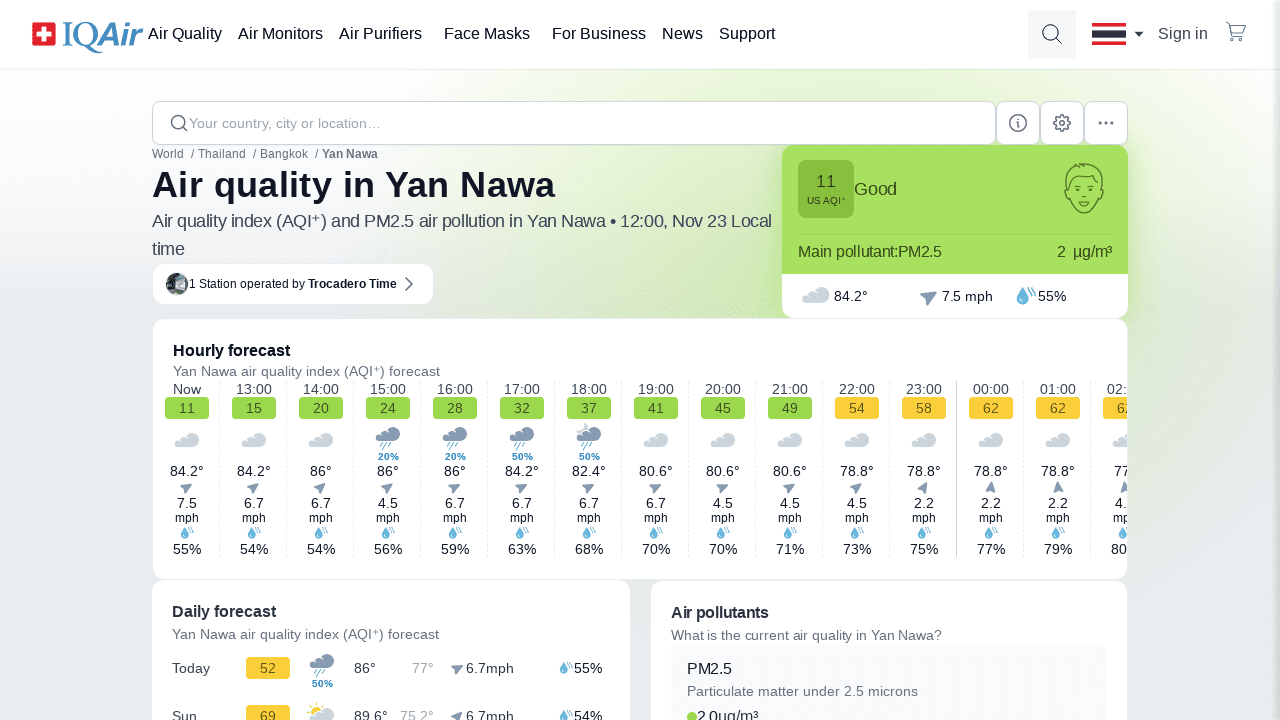 IQAir Air Quality Air Monitors Air Purifiers Face Masks For Business News Support Sign in
Your country, city or location…
World / Thailand / Bangkok / Yan Nawa
Air quality in Yan Nawa
Air quality index (AQI⁺) and PM2.5 air pollution in Yan Nawa • 12:00, Nov 23 Local
time
1 Station operated by Trocadero Time
11
US AQI⁺
Good
Main pollutant:PM2.5 2 µg/m³
84.2° 7.5 mph 55%
Hourly forecast
Yan Nawa air quality index (AQI⁺) forecast
Now 13:00 14:00 15:00 16:00 17:00 18:00 19:00 20:00 21:00 22:00 23:00 00:00 01:00 02:
11 15 20 24 28 32 37 41 45 49 54 58 62 62
20% 20% 50% 50%
84.2° 84.2° 86° 86° 86° 84.2° 82.4° 80.6° 80.6° 80.6° 78.8° 78.8° 78.8° 78.8° 77
7.5 6.7 6.7 4.5 6.7 6.7 6.7 6.7 4.5 4.5 4.5 2.2 2.2 2.2 4.
mph mph mph mph mph mph mph mph mph mph mph mph mph mph
55% 54% 54% 56% 59% 63% 68% 70% 70% 71% 73% 75% 77% 79% 80
Daily forecast
Yan Nawa air quality index (AQI⁺) forecast
Today 52 50% 86° 77° 6.7mph 55%
Sun 69 89.6° 75.2° 6.7mph 54%
Air pollutants
What is the current air quality in Yan Nawa?
PM2.5
Particulate matter under 2.5 microns
2.0µg/m³